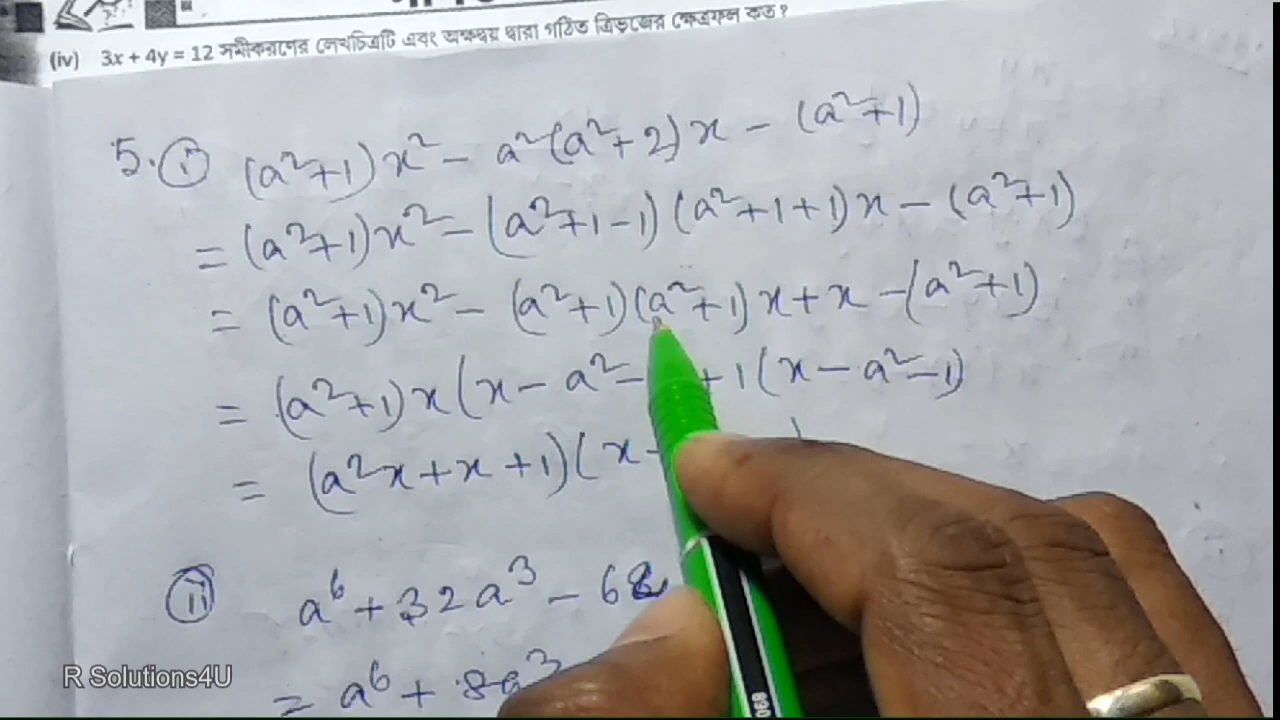 (iv) 3x + 4y = 12 সমীকরণের লেখচিত্রটি এবং অক্ষদ্বয় দ্বারা গঠিত ত্রিভুজের ক্ষেত্রফল কত?
5. (i) (a²+1)x² – a²(a²+2)x – (a²+1)
= (a²+1)x² – (a²+1–1)(a²+1+1)x – (a²+1)
= (a²+1)x² – (a²+1)(a²+1)x + x – (a²+1)
= (a²+1)x(x – a² – +1(x – a² – 1)
= (a²x + x + 1)(x –
(ii) a⁶ + 32a³ – 6
= a⁶ + 8a³
R Solutions4U
068